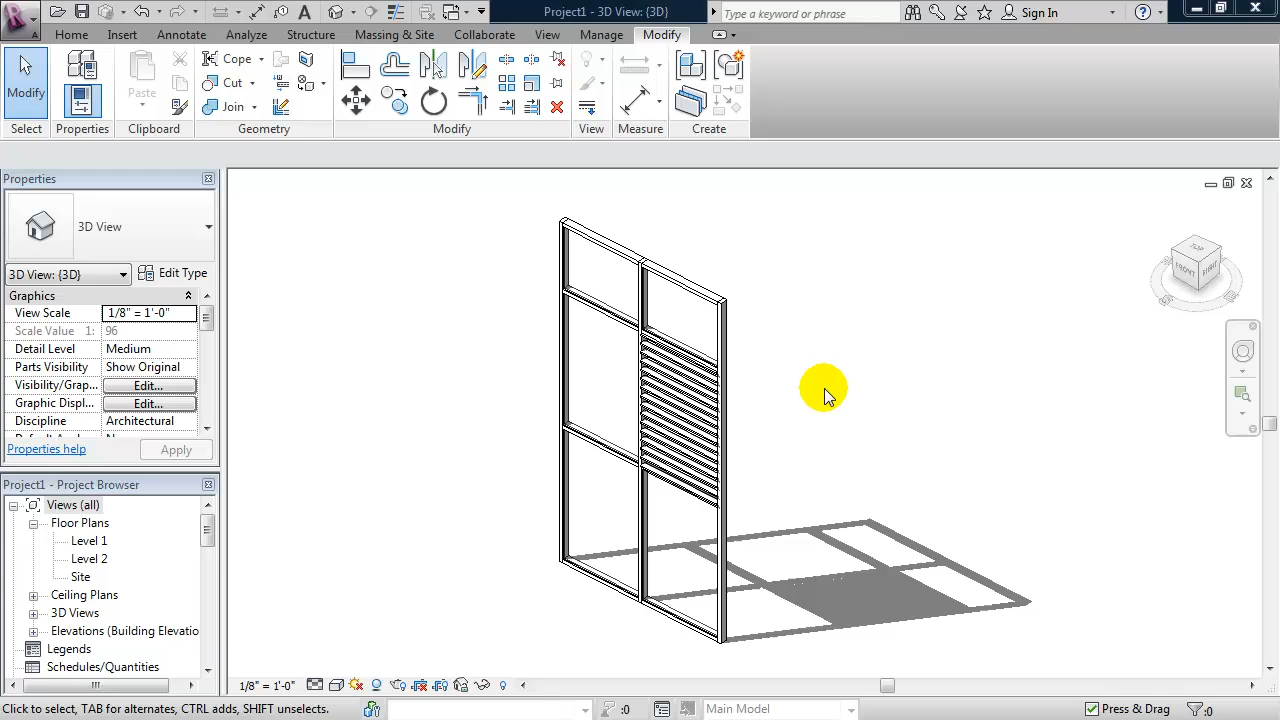 Project1 - 3D View: {3D}
Type a keyword or phrase
Sign In
Home Insert Annotate Analyze Structure Massing & Site Collaborate View Manage Modify
Modify
Paste
Cope
Cut
Join
Select Properties Clipboard Geometry Modify View Measure Create
Properties
3D View
3D View: {3D} Edit Type
Graphics
View Scale 1/8" = 1'-0"
Scale Value 1: 96
Detail Level Medium
Parts Visibility Show Original
Visibility/Grap... Edit...
Graphic Displ... Edit...
Discipline Architectural
Properties help Apply
Project1 - Project Browser
Views (all)
Floor Plans
Level 1
Level 2
Site
Ceiling Plans
3D Views
Elevations (Building Elevatio
Legends
Schedules/Quantities
TOP
FRONT
1/8" = 1'-0"
Click to select, TAB for alternates, CTRL adds, SHIFT unselects. :0 Main Model Press & Drag :0